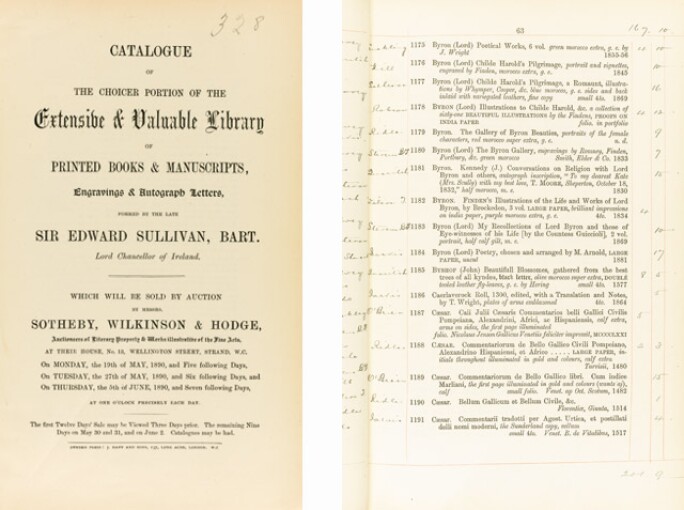 328
CATALOGUE
OF
THE CHOICER PORTION OF THE
Extensive & Valuable Library
OF
PRINTED BOOKS & MANUSCRIPTS,
Engravings & Autograph Letters,
FORMED BY THE LATE
SIR EDWARD SULLIVAN, BART.
Lord Chancellor of Ireland.
WHICH WILL BE SOLD BY AUCTION
BY MESSRS.
SOTHEBY, WILKINSON & HODGE,
Auctioneers of Literary Property & Works illustrative of the Fine Arts,
AT THEIR HOUSE, No. 13, WELLINGTON STREET, STRAND, W.C.
On MONDAY, the 19th of MAY, 1890, and Five following Days,
On TUESDAY, the 27th of MAY, 1890, and Six following Days, and
On THURSDAY, the 5th of JUNE, 1890, and Seven following Days,
AT ONE O'CLOCK PRECISELY EACH DAY.
The first Twelve Days' Sale may be Viewed Three Days prior. The remaining Nine
Days on May 30 and 31, and on June 2. Catalogues may be had.
63
1175 Byron (Lord) Poetical Works, 6 vol. green morocco extra, g. e. by
J. Wright 1855-56
1176 Byron (Lord) Childe Harold's Pilgrimage, portrait and vignettes,
engraved by Finden, morocco extra, g. e. 1845
1177 Byron (Lord) Childe Harold's Pilgrimage, a Romaunt, illustra-
tions by Whymper, Cooper, &c. blue morocco, g. e. sides and back
inlaid with variegated leathers, fine copy small 4to. 1869
1178 BYRON (LORD) Illustrations to Childe Harold, &c. a collection of
sixty-one BEAUTIFUL ILLUSTRATIONS by the Findens, PROOFS ON
INDIA PAPER folio, in portfolio
1179 Byron. The Gallery of Byron Beauties, portraits of the female
characters, red morocco super extra, g. e. n. d.
1180 Byron (Lord) The Byron Gallery, engravings by Romney, Finden,
Portbury, &c. green morocco Smith, Elder & Co. 1833
1181 Byron. Kennedy (J.) Conversations on Religion with Lord
Byron and others, autograph inscription, "To my dearest Kate
(Mrs. Scully) with my best love, T. MOORE, Sloperton, October 18,
1832," half morocco, m. e. 1830
1182 BYRON. FINDEN'S Illustrations of the Life and Works of Lord
Byron, by Brockedon, 3 vol. LARGE PAPER, brilliant impressions
on india paper, purple morocco extra, g. e. 4to. 1834
1183 Byron (Lord) My Recollections of Lord Byron and those of
Eye-witnesses of his Life [by the Countess Guiccioli], 2 vol.
portrait, half calf gilt, m. e. 1869
1184 Byron (Lord) Poetry, chosen and arranged by M. Arnold, LARGE
PAPER, uncut 1881
1185 BYSHOP (John) Beautifull Blossomes, gathered from the best
trees of all kyndes, black letter, olive morocco super extra, DOUBLE
tooled leather fly-leaves, g. e. by Hering small 4to. 1577
1186 Caerlaverock Roll, 1300, edited, with a Translation and Notes,
by T. Wright, plates of arms emblazoned 4to. 1864
1187 Cæsar. Caii Julii Cæsaris Commentarios belli Gallici Civilis
Pompeiana, Alexandrini, Africi, ac Hispaniensis, calf extra,
arms on sides, the first page illuminated
folio. Nicolaus Jenson Gallicus Venetiis feliciter impressit, MCCCCLXXI
1188 CÆSAR. Commentariorum de Bello Gallico Civili Pompeiano,
Alexandrino Hispaniensi, et Africo ..... LARGE PAPER, in-
itials throughout illuminated in gold and colours, calf extra
Tarvisii, 1480
1189 Cæsar. Commentariorum de Bello Gallico libri. Cum indice
Marliani, the first page illuminated in gold and colours (wants a),
calf small folio. Venet. op Oct. Scotum, 1482
1190 Cæsar. Bellum Gallicum et Bellum Civile, &c.
Florentiæ, Giunta, 1514
1191 Cæsar. Commentarii tradotti per Agost. Urtica, et postillati
delli nomi moderni, the Sunderland copy, vellum
small 4to. Venet. B. de Vitalibus, 1517